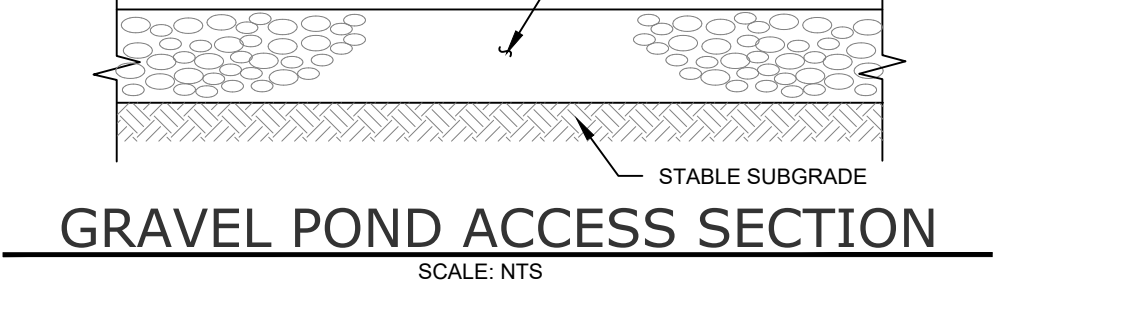 STABLE SUBGRADE
GRAVEL POND ACCESS SECTION
SCALE: NTS